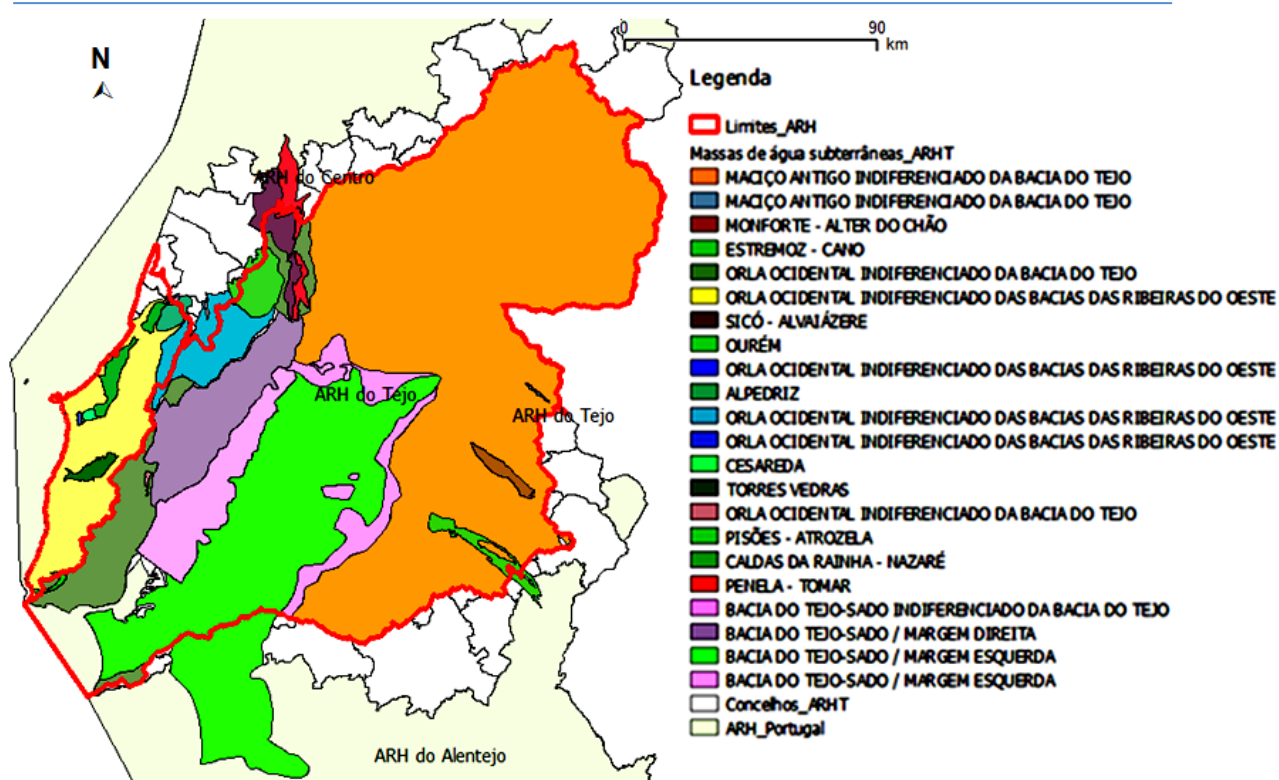 N
0 90
km
ARH do Centro
ARH do Tejo
ARH do Tejo
ARH do Alentejo
Legenda
Limites_ARH
Massas de água subterrâneas_ARHT
MACIÇO ANTIGO INDIFERENCIADO DA BACIA DO TEJO
MACIÇO ANTIGO INDIFERENCIADO DA BACIA DO TEJO
MONFORTE - ALTER DO CHÃO
ESTREMOZ - CANO
ORLA OCIDENTAL INDIFERENCIADO DA BACIA DO TEJO
ORLA OCIDENTAL INDIFERENCIADO DAS BACIAS DAS RIBEIRAS DO OESTE
SICÓ - ALVAIÁZERE
OURÉM
ORLA OCIDENTAL INDIFERENCIADO DAS BACIAS DAS RIBEIRAS DO OESTE
ALPEDRIZ
ORLA OCIDENTAL INDIFERENCIADO DAS BACIAS DAS RIBEIRAS DO OESTE
ORLA OCIDENTAL INDIFERENCIADO DAS BACIAS DAS RIBEIRAS DO OESTE
CESAREDA
TORRES VEDRAS
ORLA OCIDENTAL INDIFERENCIADO DA BACIA DO TEJO
PISÕES - ATROZELA
CALDAS DA RAINHA - NAZARÉ
PENELA - TOMAR
BACIA DO TEJO-SADO INDIFERENCIADO DA BACIA DO TEJO
BACIA DO TEJO-SADO / MARGEM DIREITA
BACIA DO TEJO-SADO / MARGEM ESQUERDA
BACIA DO TEJO-SADO / MARGEM ESQUERDA
Concelhos_ARHT
ARH_Portugal